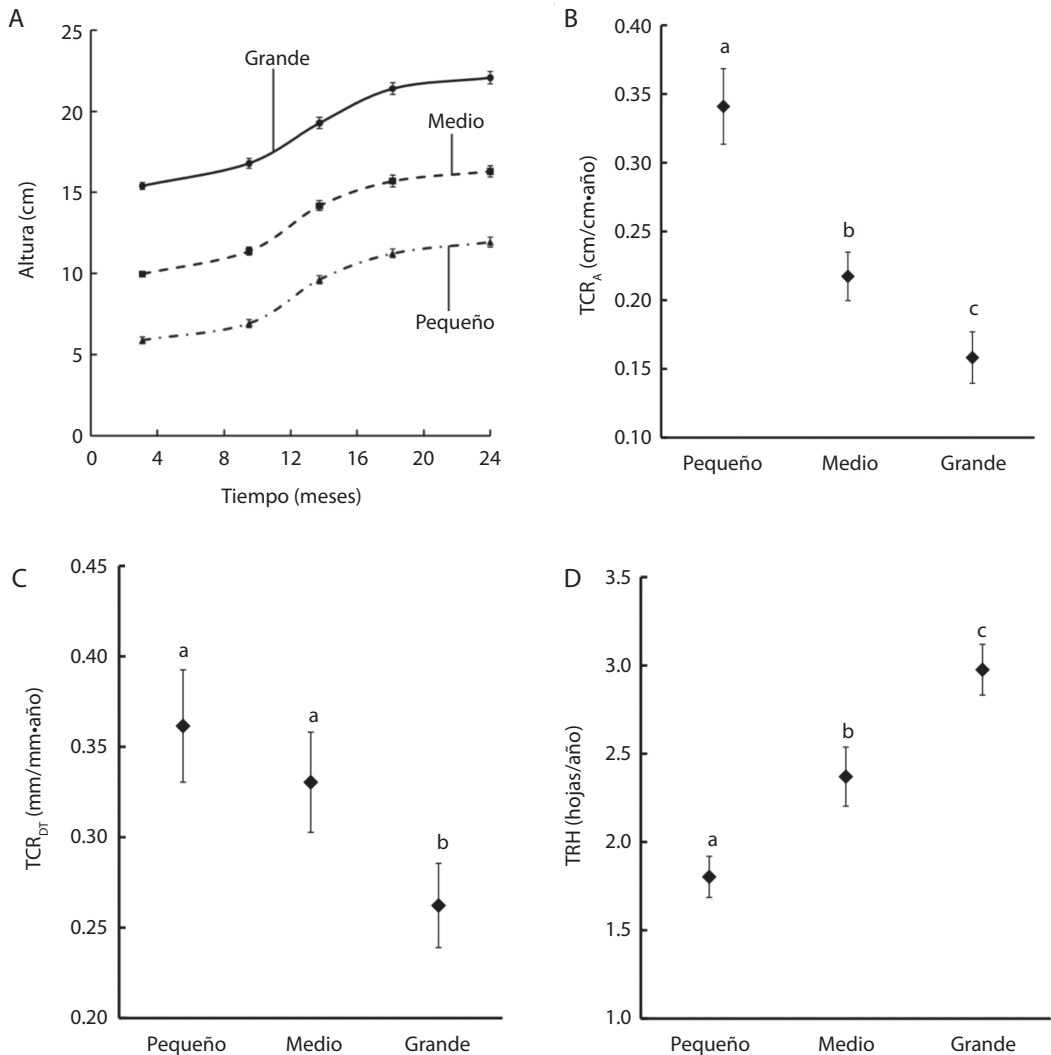 A
25
20
15
10
5
0
0
4
8
12
16
20
24
Altura (cm)
Tiempo (meses)
Grande
Medio
Pequeño
B
0.40
0.35
0.30
0.25
0.20
0.15
0.10
TCR_A (cm/cm•año)
a
b
c
Pequeño
Medio
Grande
C
0.45
0.40
0.35
0.30
0.25
0.20
TCR_DT (mm/mm•año)
a
a
b
Pequeño
Medio
Grande
D
3.5
3.0
2.5
2.0
1.5
1.0
TRH (hojas/año)
a
b
c
Pequeño
Medio
Grande